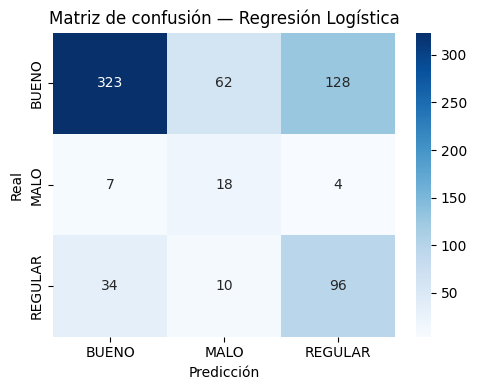 Matriz de confusión — Regresión Logística
BUENO 323 62 128
MALO 7 18 4
REGULAR 34 10 96
BUENO MALO REGULAR
Real
Predicción
300
250
200
150
100
50